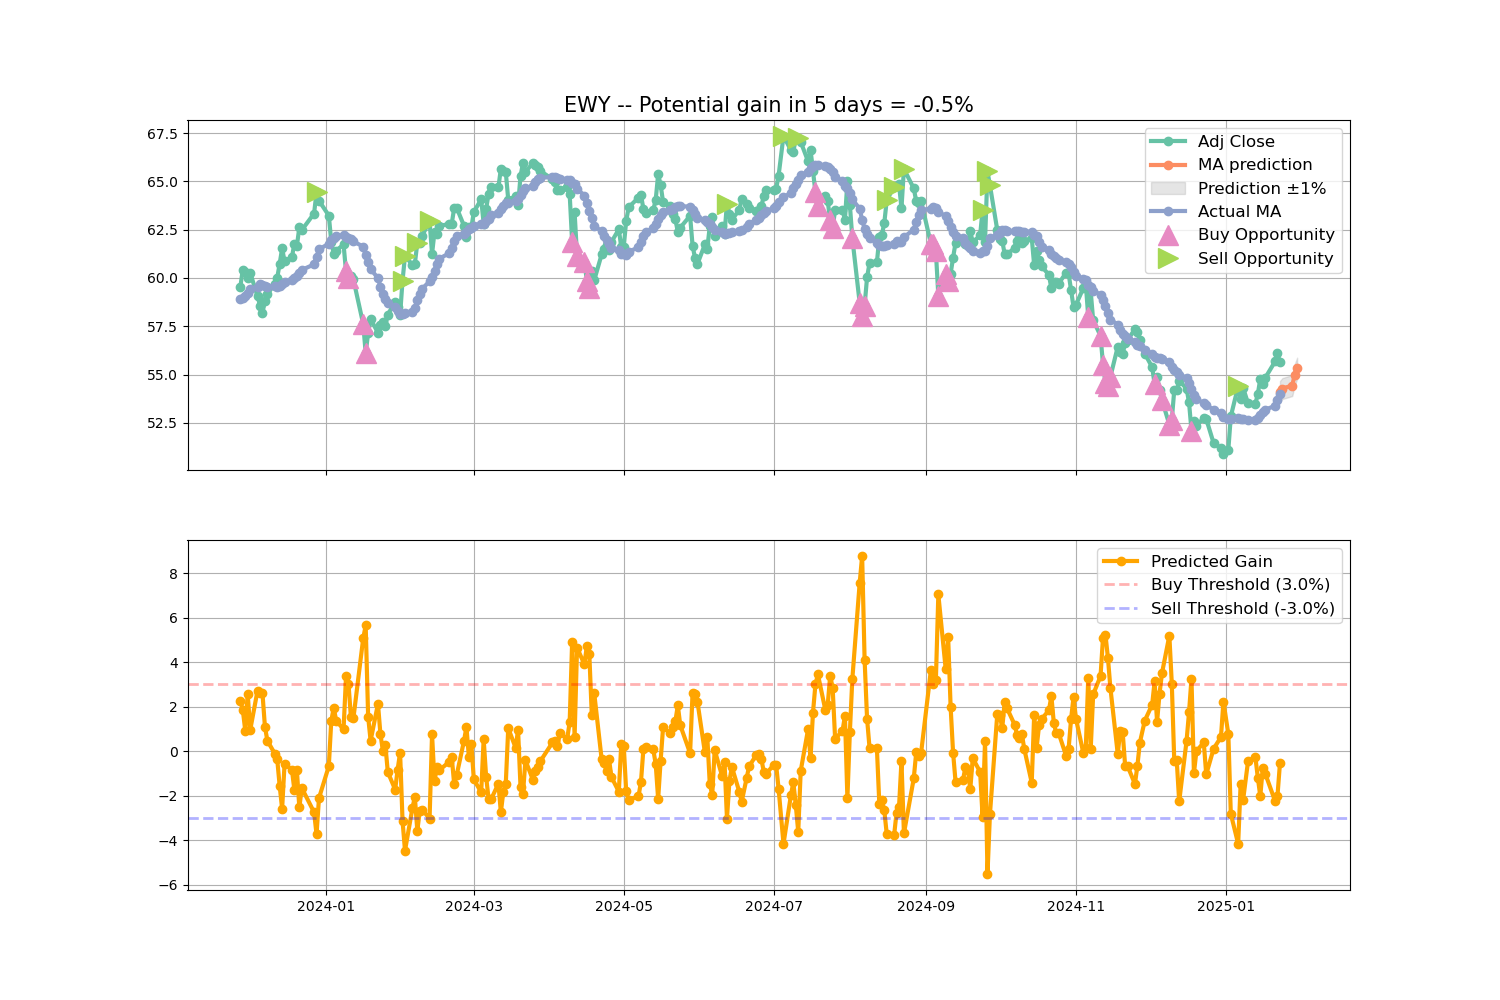 EWY -- Potential gain in 5 days = -0.5%
67.5
65.0
62.5
60.0
57.5
55.0
52.5
Adj Close
MA prediction
Prediction ±1%
Actual MA
Buy Opportunity
Sell Opportunity
8
6
4
2
0
−2
−4
−6
Predicted Gain
Buy Threshold (3.0%)
Sell Threshold (-3.0%)
2024-01 2024-03 2024-05 2024-07 2024-09 2024-11 2025-01